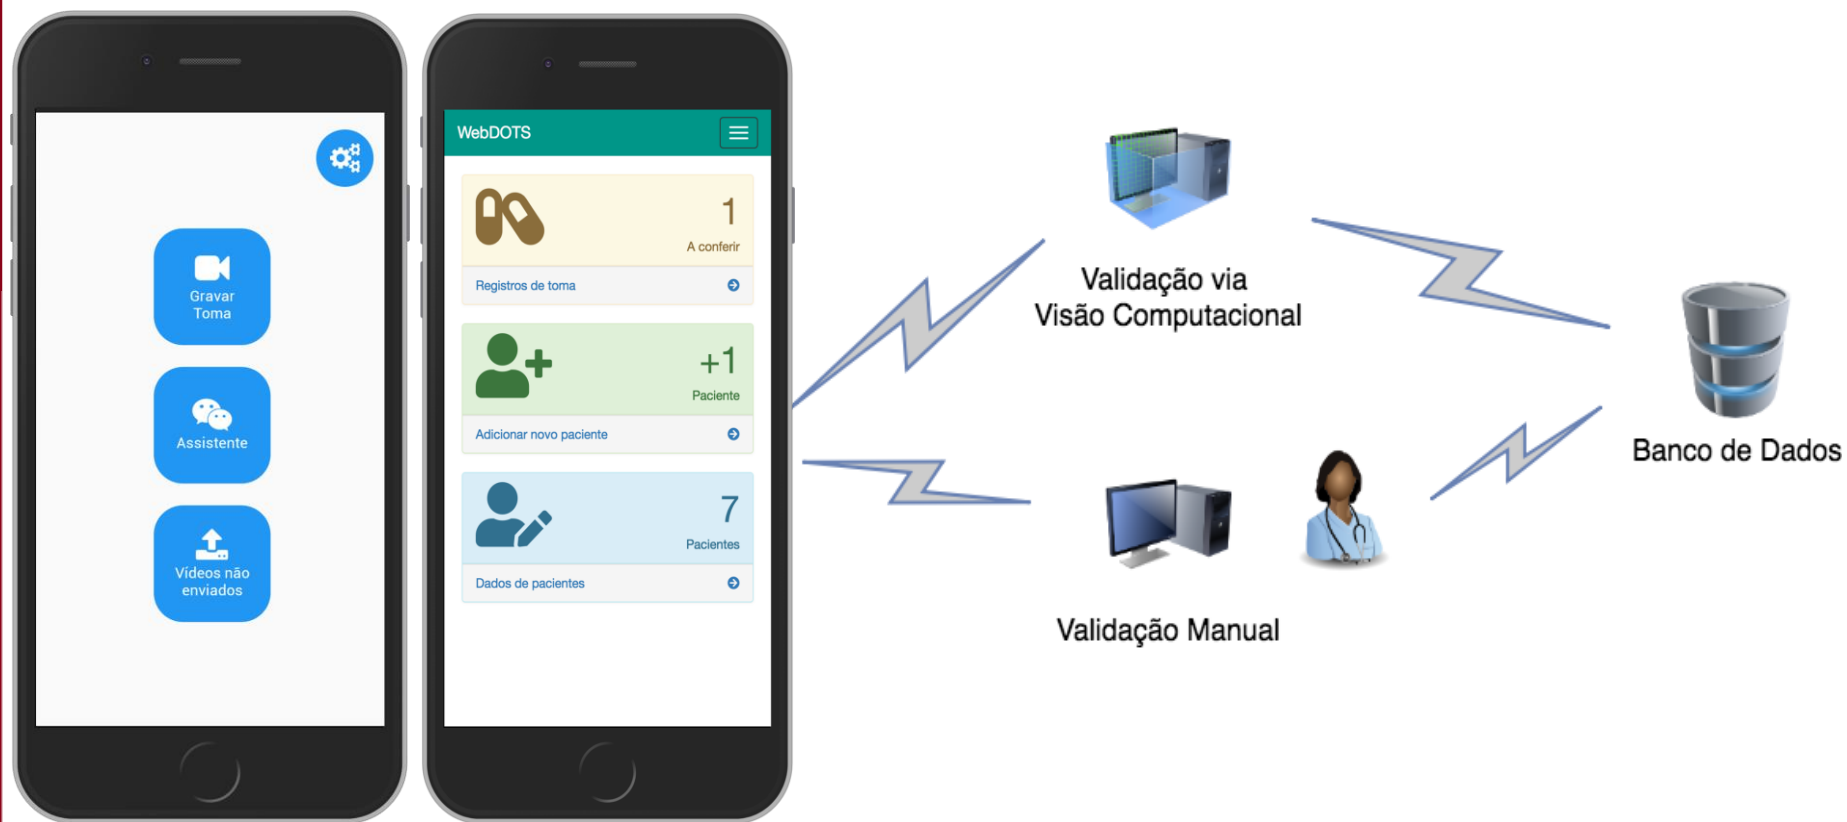 Gravar
Toma
Assistente
Vídeos não
enviados
WebDOTS
1
A conferir
Registros de toma
+1
Paciente
Adicionar novo paciente
7
Pacientes
Dados de pacientes
Validação via
Visão Computacional
Validação Manual
Banco de Dados